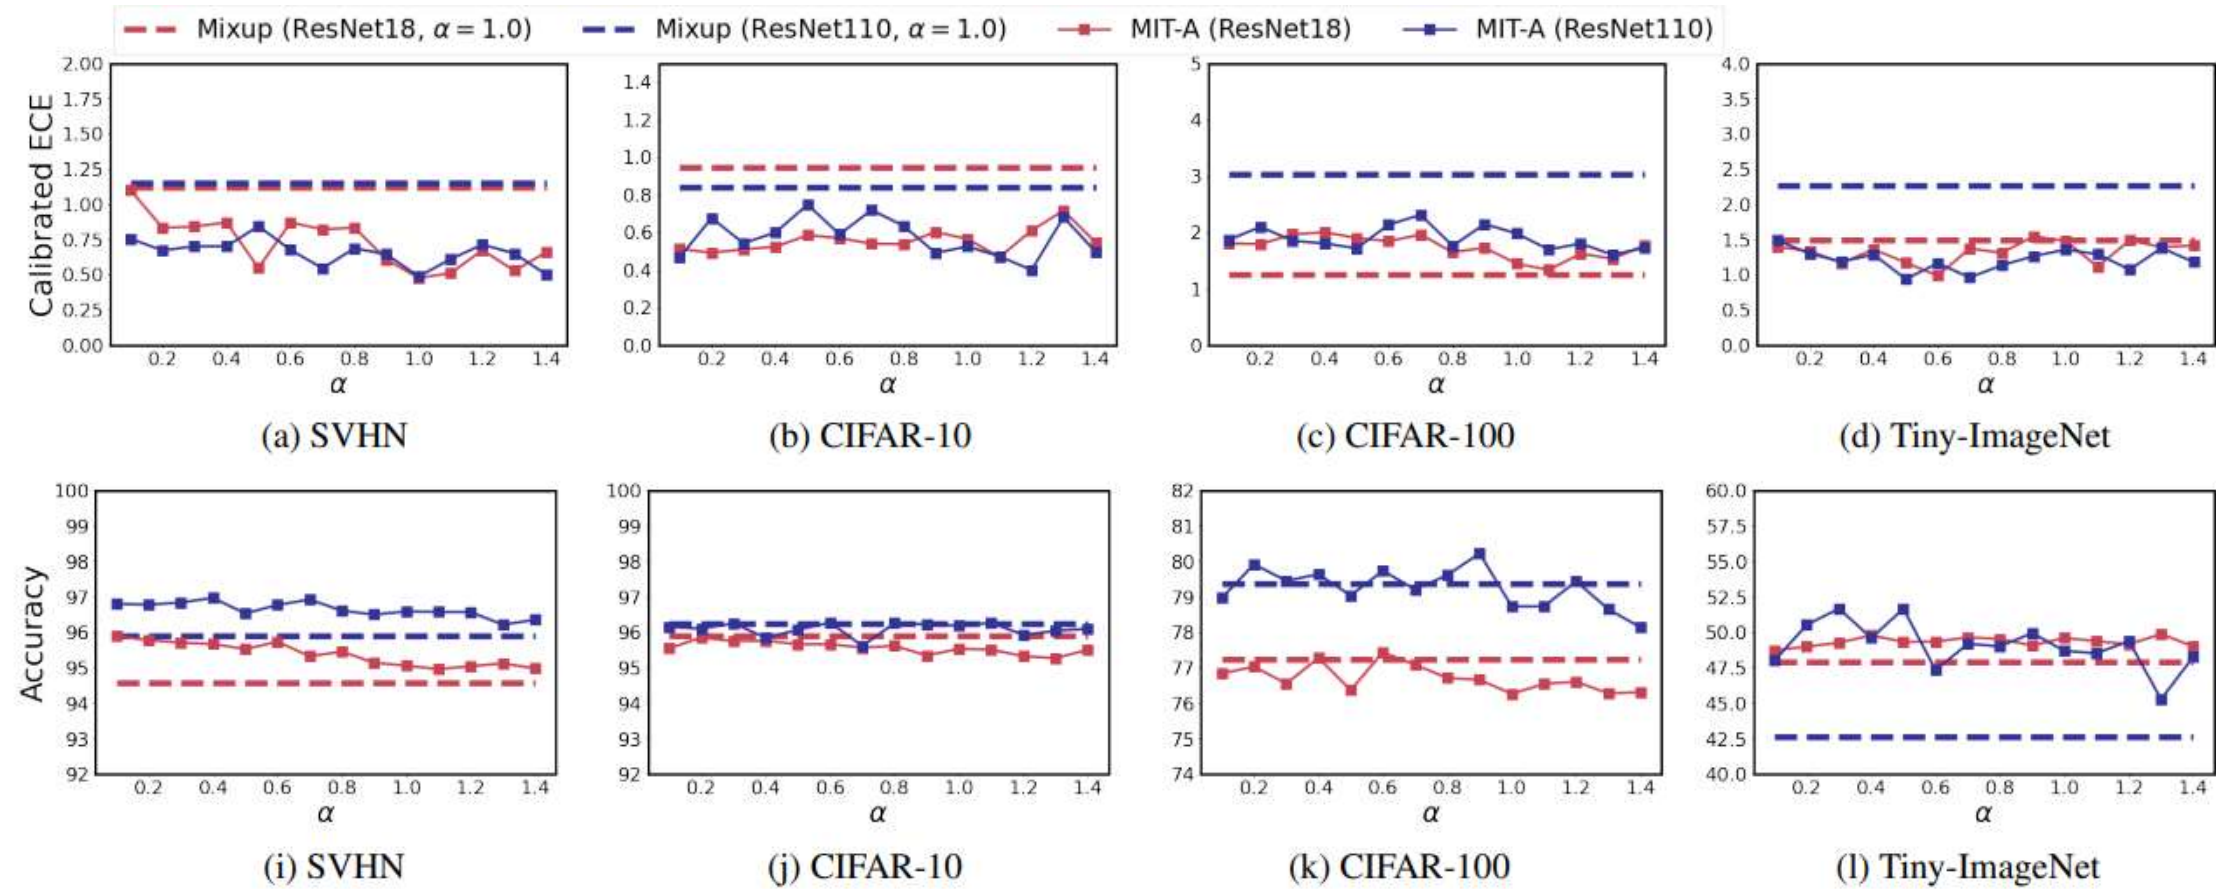 Mixup (ResNet18, α = 1.0) Mixup (ResNet110, α = 1.0) MIT-A (ResNet18) MIT-A (ResNet110)
Calibrated ECE
2.00
1.75
1.50
1.25
1.00
0.75
0.50
0.25
0.00
0.2 0.4 0.6 0.8 1.0 1.2 1.4
α
(a) SVHN
1.4
1.2
1.0
0.8
0.6
0.4
0.2
0.0
0.2 0.4 0.6 0.8 1.0 1.2 1.4
α
(b) CIFAR-10
5
4
3
2
1
0
0.2 0.4 0.6 0.8 1.0 1.2 1.4
α
(c) CIFAR-100
4.0
3.5
3.0
2.5
2.0
1.5
1.0
0.5
0.0
0.2 0.4 0.6 0.8 1.0 1.2 1.4
α
(d) Tiny-ImageNet
Accuracy
100
99
98
97
96
95
94
93
92
0.2 0.4 0.6 0.8 1.0 1.2 1.4
α
(i) SVHN
100
99
98
97
96
95
94
93
92
0.2 0.4 0.6 0.8 1.0 1.2 1.4
α
(j) CIFAR-10
82
81
80
79
78
77
76
75
74
0.2 0.4 0.6 0.8 1.0 1.2 1.4
α
(k) CIFAR-100
60.0
57.5
55.0
52.5
50.0
47.5
45.0
42.5
40.0
0.2 0.4 0.6 0.8 1.0 1.2 1.4
α
(l) Tiny-ImageNet